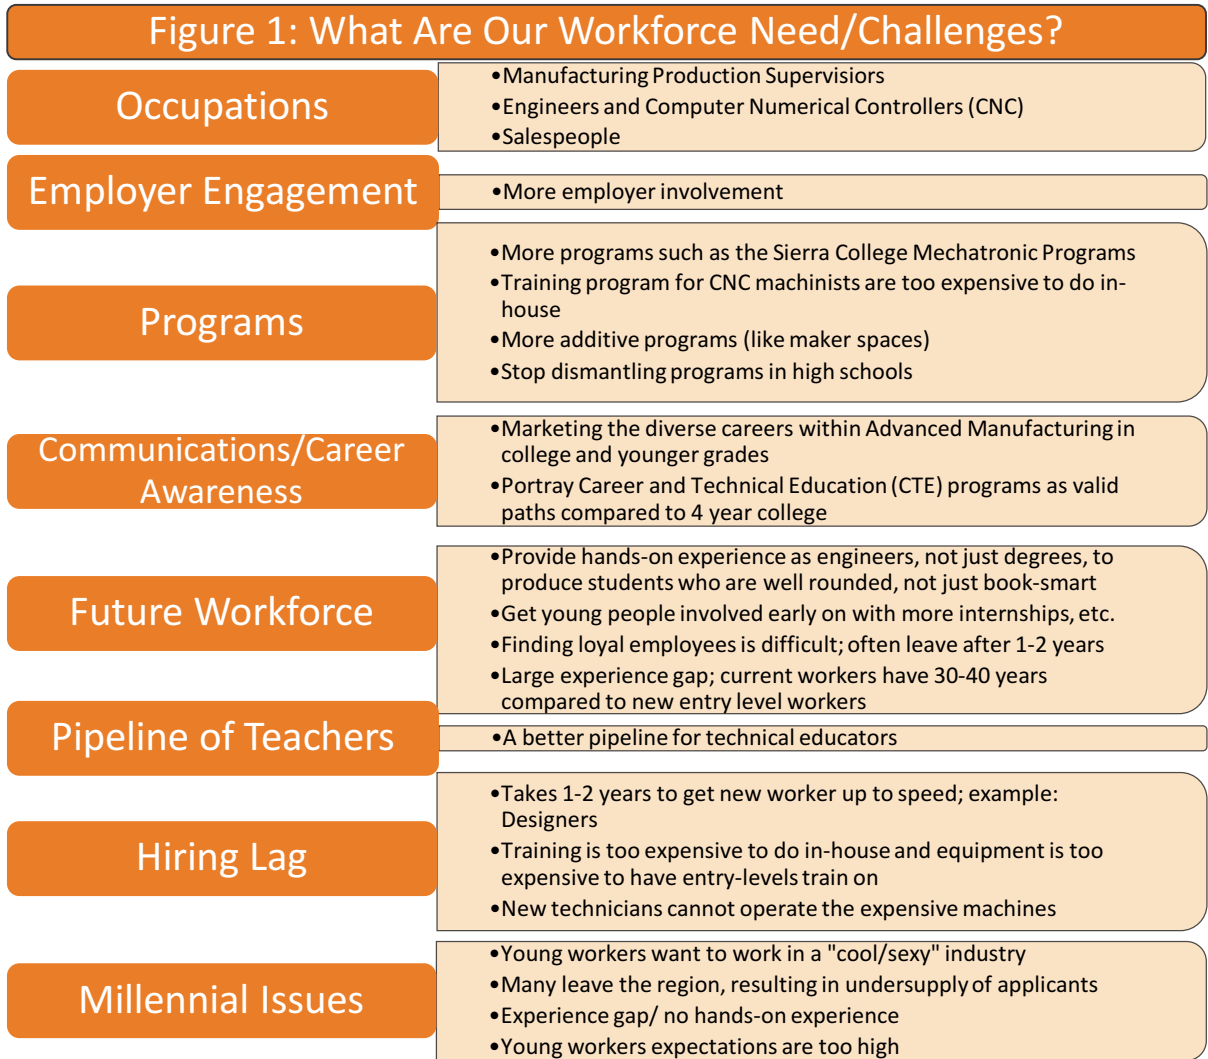 Figure 1: What Are Our Workforce Need/Challenges?
Occupations
•Manufacturing Production Supervisiors
•Engineers and Computer Numerical Controllers (CNC)
•Salespeople
Employer Engagement
•More employer involvement
Programs
•More programs such as the Sierra College Mechatronic Programs
•Training program for CNC machinists are too expensive to do in-
house
•More additive programs (like maker spaces)
•Stop dismantling programs in high schools
Communications/Career
Awareness
•Marketing the diverse careers within Advanced Manufacturing in
college and younger grades
•Portray Career and Technical Education (CTE) programs as valid
paths compared to 4 year college
Future Workforce
•Provide hands-on experience as engineers, not just degrees, to
produce students who are well rounded, not just book-smart
•Get young people involved early on with more internships, etc.
•Finding loyal employees is difficult; often leave after 1-2 years
•Large experience gap; current workers have 30-40 years
compared to new entry level workers
Pipeline of Teachers
•A better pipeline for technical educators
Hiring Lag
•Takes 1-2 years to get new worker up to speed; example:
Designers
•Training is too expensive to do in-house and equipment is too
expensive to have entry-levels train on
•New technicians cannot operate the expensive machines
Millennial Issues
•Young workers want to work in a "cool/sexy" industry
•Many leave the region, resulting in undersupply of applicants
•Experience gap/ no hands-on experience
•Young workers expectations are too high